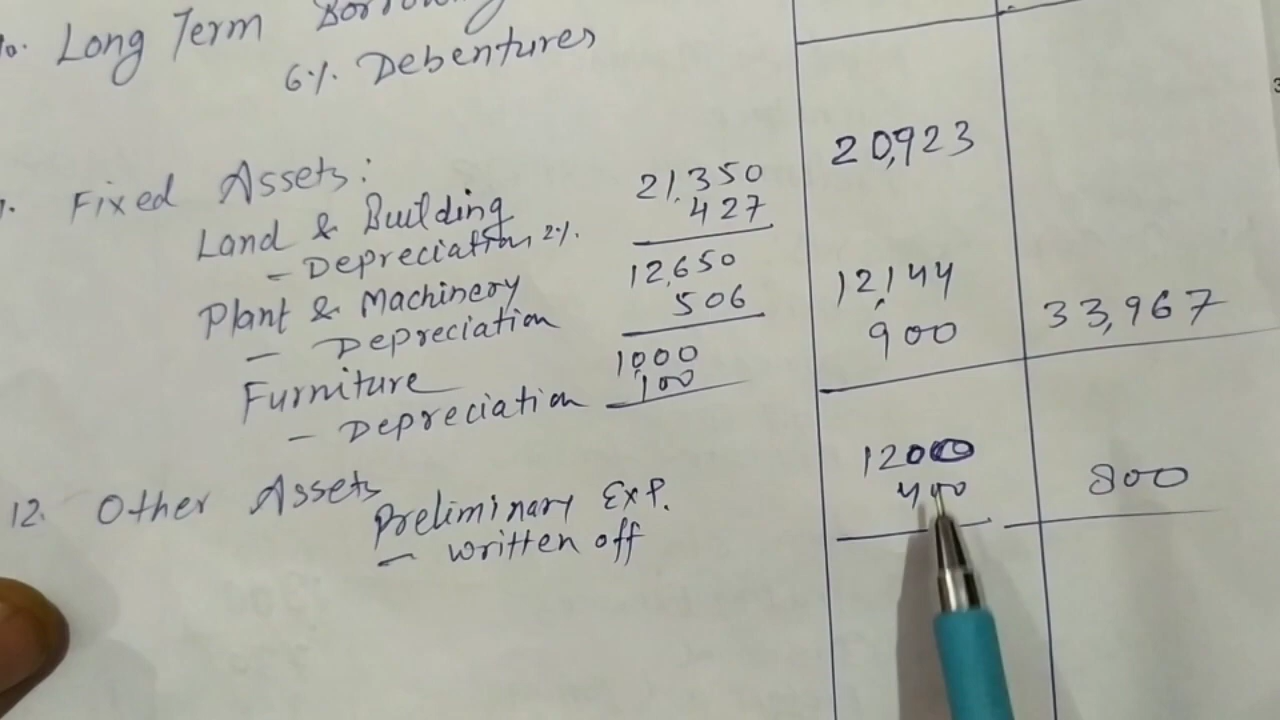 10. Long Term Borrowing
6%. Debentures
Fixed Assets:
Land & Building 21,350 20,923
- Depreciation 2%. 427
Plant & Machinery 12,650 12,144
- Depreciation 506
Furniture 1000 900 33,967
- Depreciation 100
12. Other Assets
Preliminary Exp. 1200 800
- written off 400